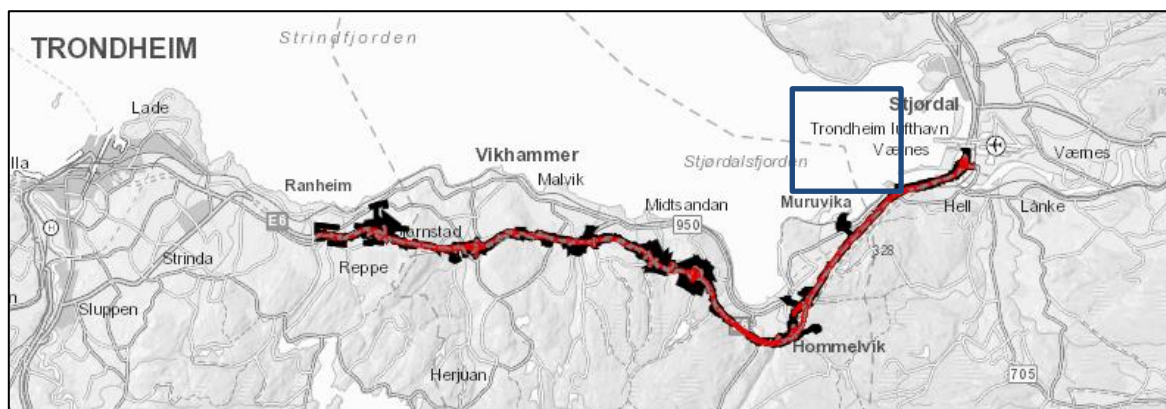 TRONDHEIM
Strindfjorden
Lade
Stjørdal
Trondheim lufthavn
Værnes
Værnes
Stjørdalsfjorden
Vikhammer
Malvik
Ranheim
Midtsandan
Muruvika
Hell
Lånke
E6
950
Strinda
Reppe
328
Sluppen
Hommelvik
Herjuan
705
H